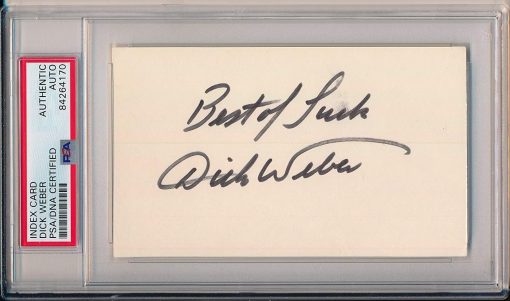 INDEX CARD
DICK WEBER
PSA/DNA CERTIFIED
AUTHENTIC
AUTO
84264170
PSA
Best of Luck
Dick Weber